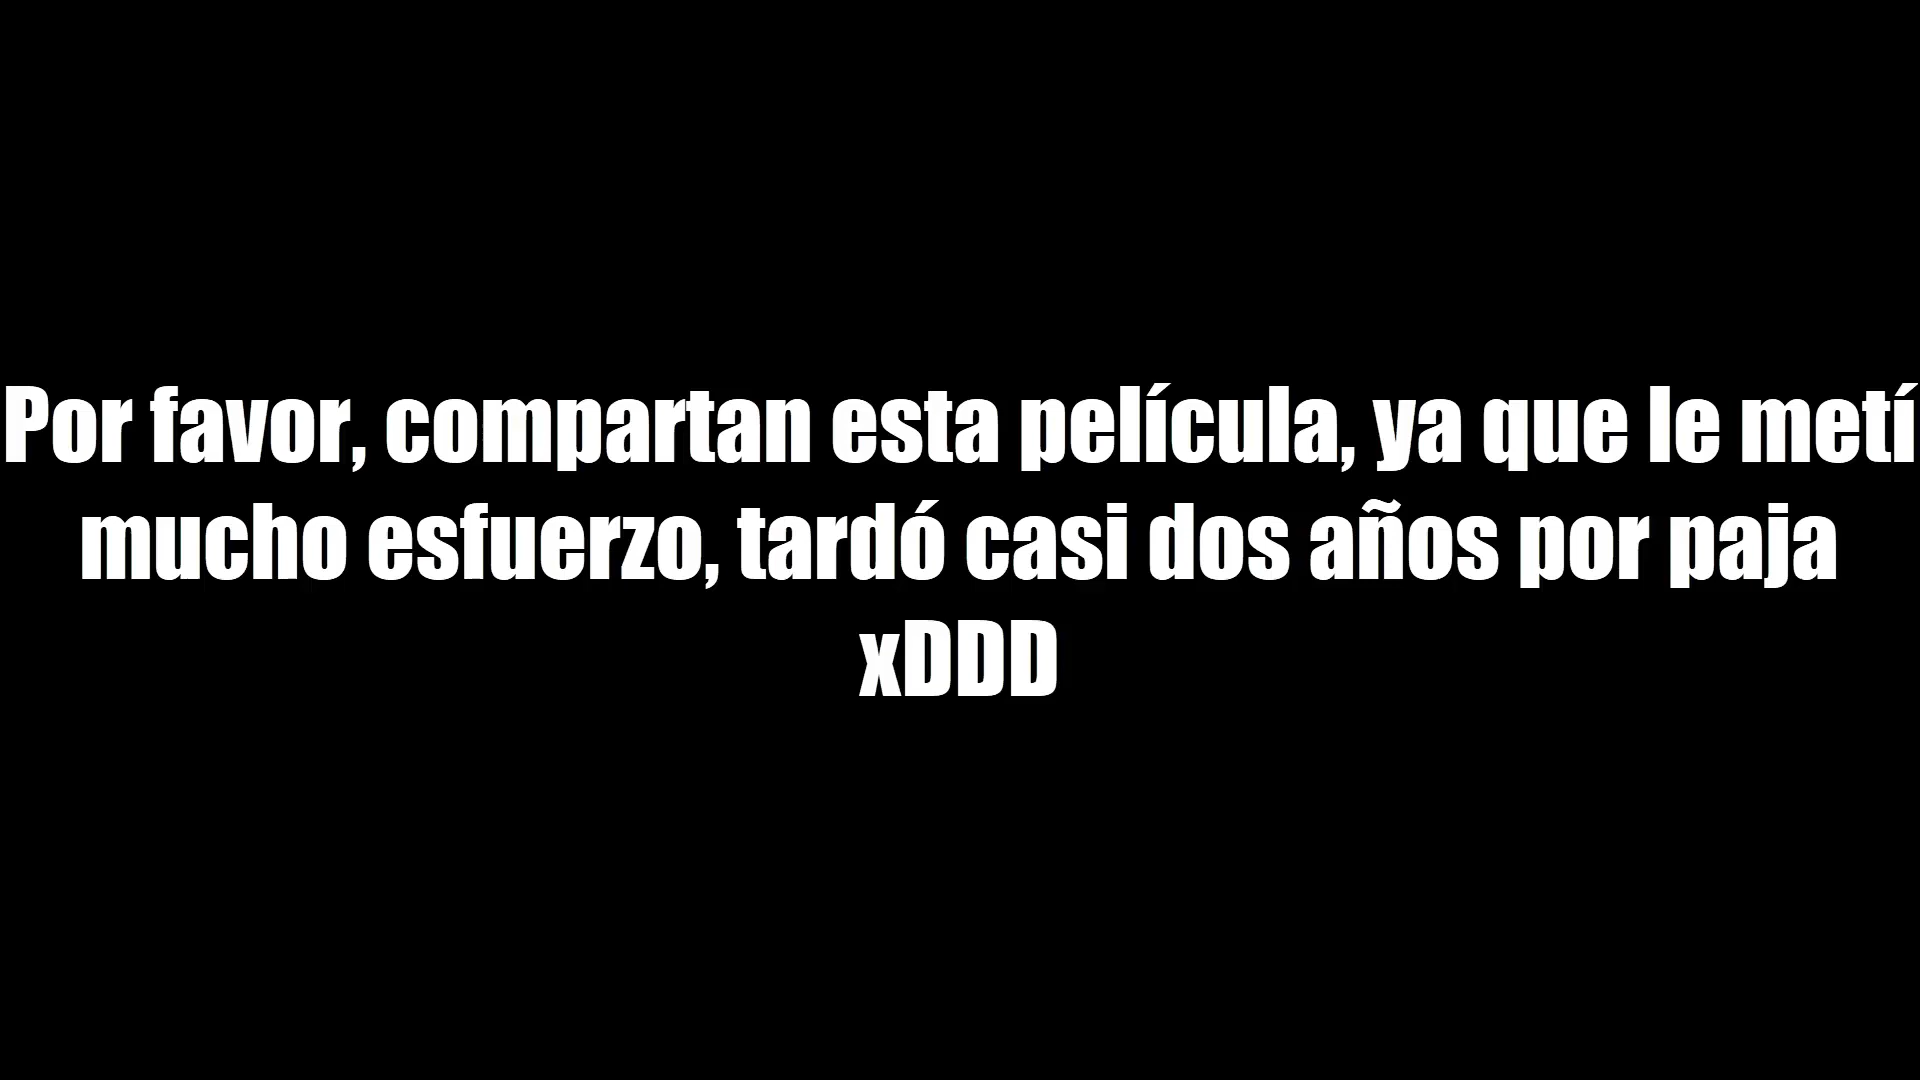 Por favor, compartan esta película, ya que le metí
mucho esfuerzo, tardó casi dos años por paja
xDDD